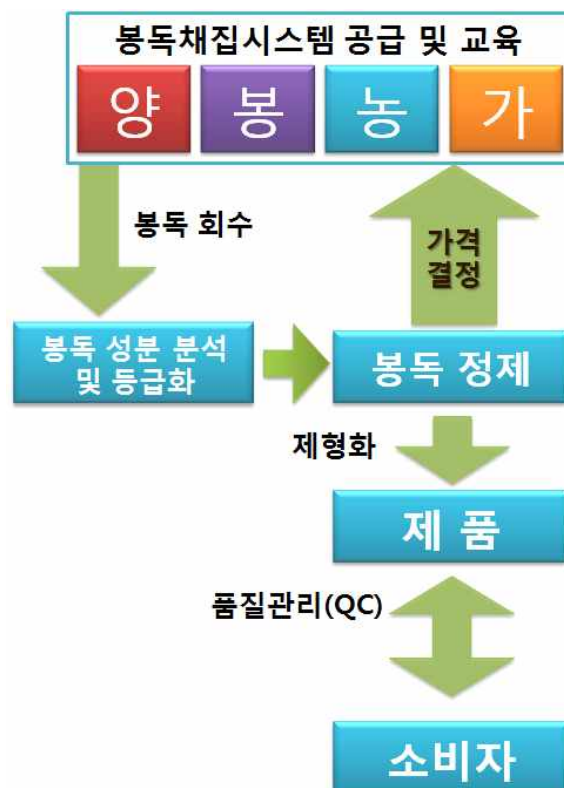 봉독채집시스템 공급 및 교육
양 봉 농 가
봉독 회수
가격
결정
봉독 성분 분석
및 등급화
봉독 정제
제형화
제 품
품질관리(QC)
소비자